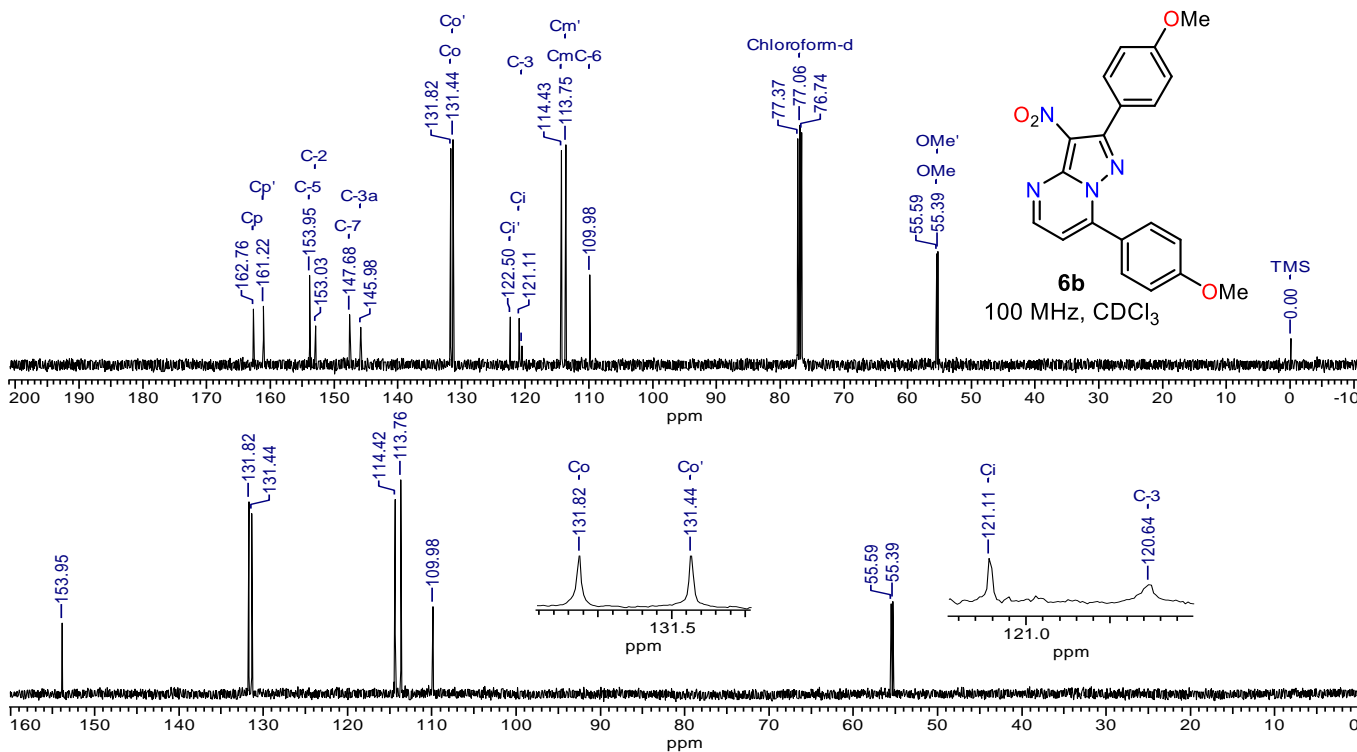 Co'
Co
131.82
131.44
C-3
Cm'
Cm C-6
114.43
113.75
109.98
Chloroform-d
77.37
77.06
76.74
OMe'
OMe
55.59
55.39
Cp'
Cp
162.76
161.22
C-2
C-5
153.95
153.03
C-3a
C-7
147.68
145.98
Ci
Ci'
122.50
121.11
OMe
O2N
N
N
N
OMe
6b
100 MHz, CDCl3
TMS
0.00
200 190 180 170 160 150 140 130 120 110 100 90 80 70 60 50 40 30 20 10 0 -10
ppm
153.95
131.82
131.44
114.42
113.76
109.98
Co
131.82
Co'
131.44
131.5
ppm
55.59
55.39
Ci
121.11
C-3
120.64
121.0
ppm
160 150 140 130 120 110 100 90 80 70 60 50 40 30 20 10 0
ppm